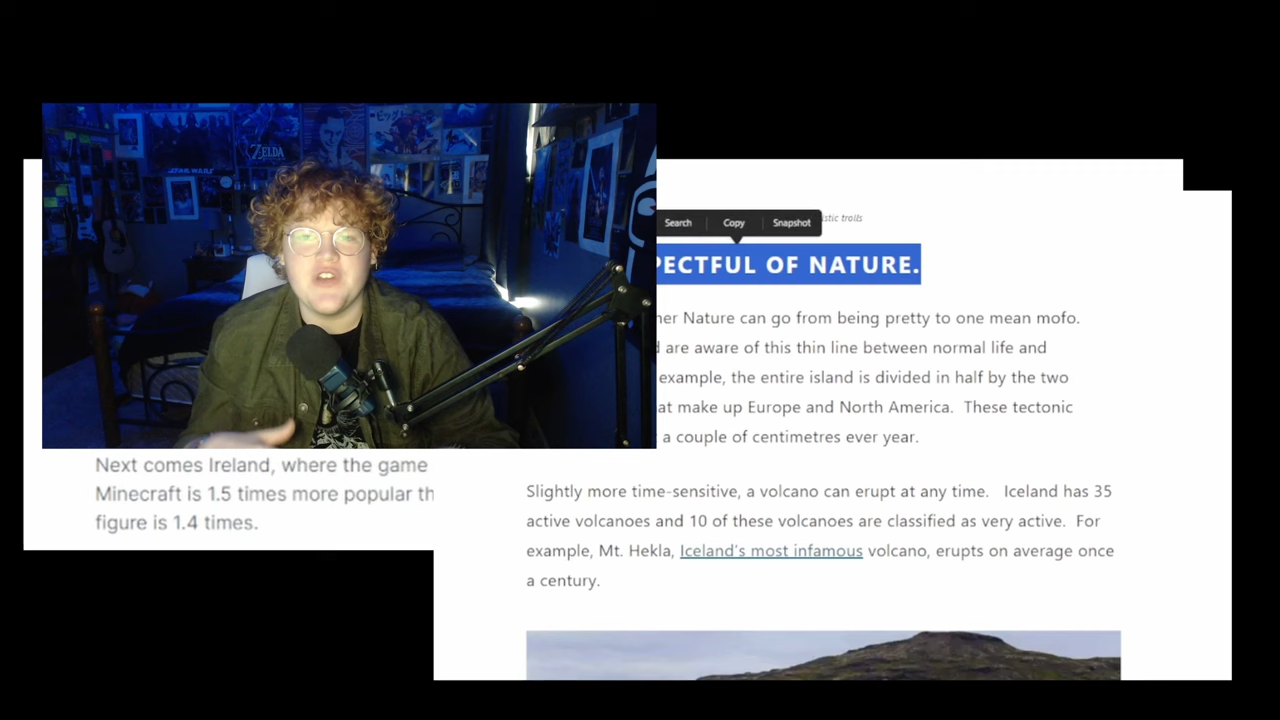 ZELDA
STAR WARS
Search Copy Snapshot
istic trolls
PECTFUL OF NATURE.
her Nature can go from being pretty to one mean mofo.
d are aware of this thin line between normal life and
example, the entire island is divided in half by the two
at make up Europe and North America. These tectonic
a couple of centimetres ever year.
Next comes Ireland, where the game
Minecraft is 1.5 times more popular th
figure is 1.4 times.
Slightly more time-sensitive, a volcano can erupt at any time. Iceland has 35
active volcanoes and 10 of these volcanoes are classified as very active. For
example, Mt. Hekla, Iceland's most infamous volcano, erupts on average once
a century.